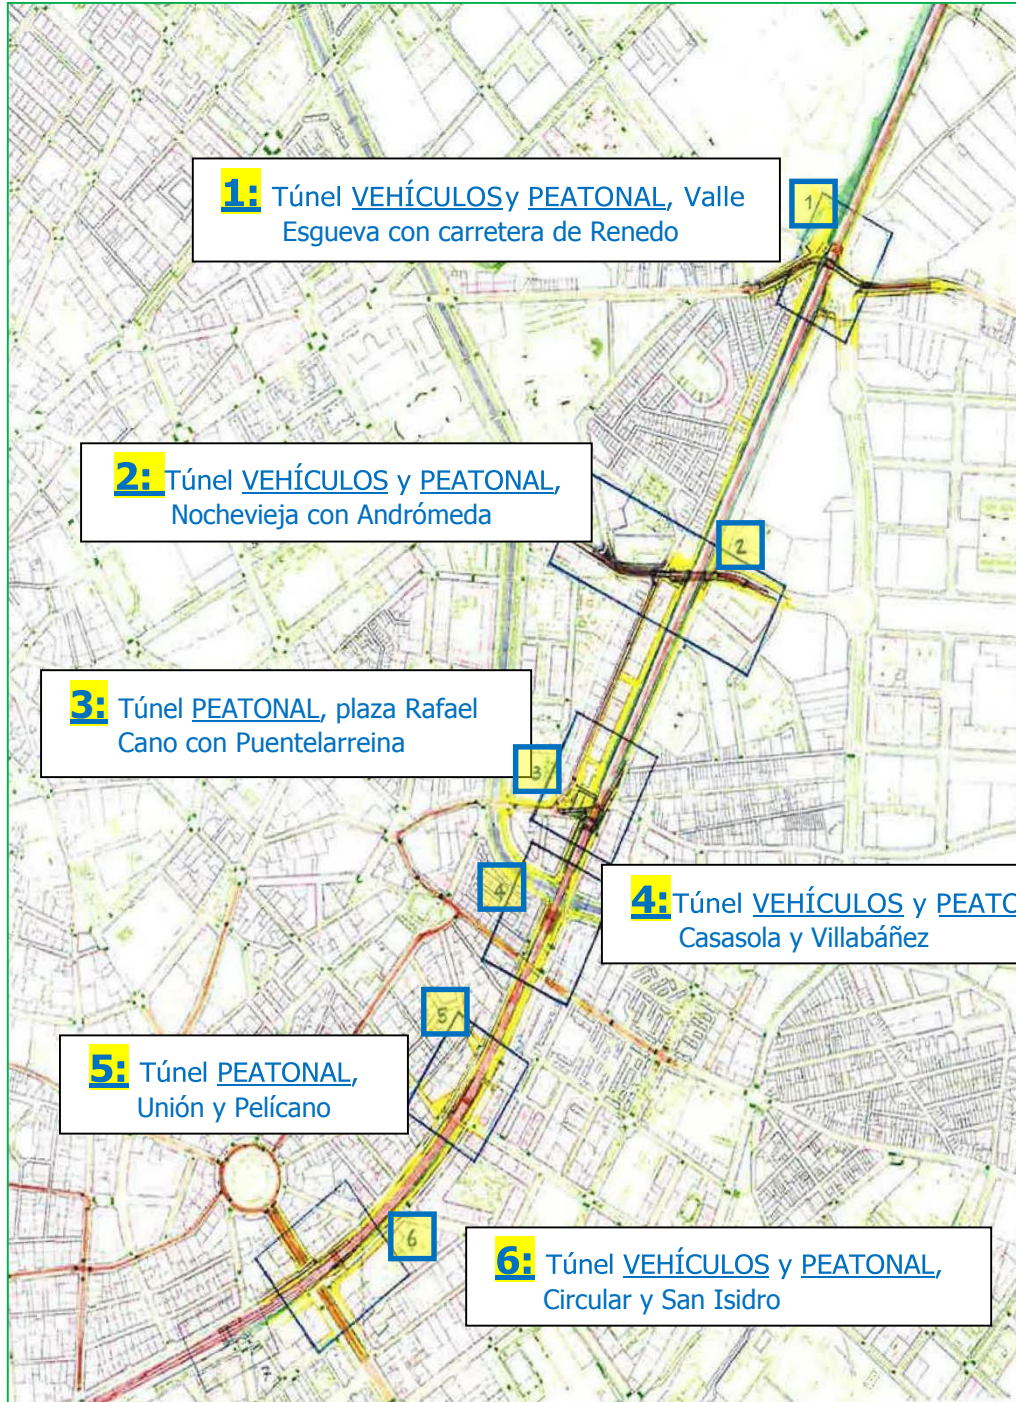 1: Túnel VEHÍCULOS y PEATONAL, Valle
Esgueva con carretera de Renedo
1
2: Túnel VEHÍCULOS y PEATONAL,
Nochevieja con Andrómeda
2
3: Túnel PEATONAL, plaza Rafael
Cano con Puentelarreina
3
4: Túnel VEHÍCULOS y PEATO
Casasola y Villabáñez
4
5: Túnel PEATONAL,
Unión y Pelícano
5
6: Túnel VEHÍCULOS y PEATONAL,
Circular y San Isidro
6